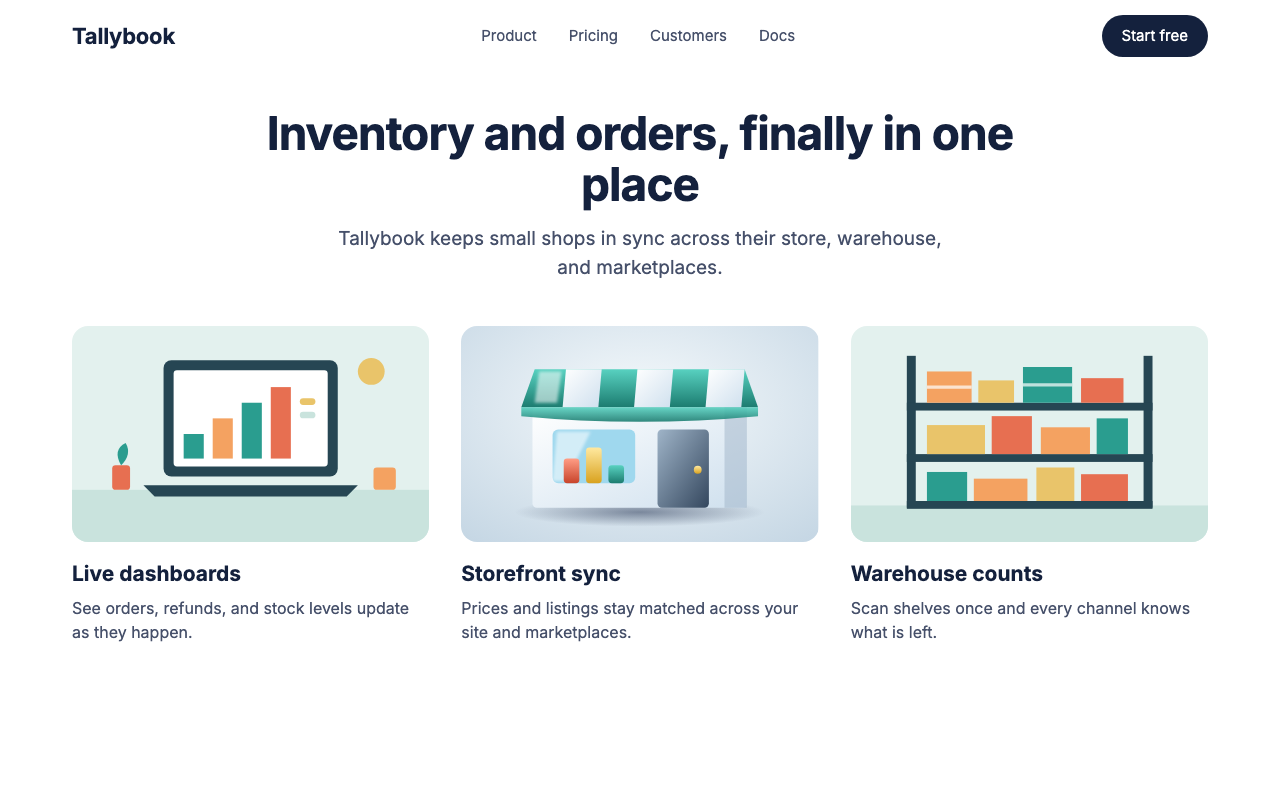 Tallybook
Product
Pricing
Customers
Docs
Start free
Inventory and orders, finally in one
place
Tallybook keeps small shops in sync across their store, warehouse,
and marketplaces.
Live dashboards
See orders, refunds, and stock levels update
as they happen.
Storefront sync
Prices and listings stay matched across your
site and marketplaces.
Warehouse counts
Scan shelves once and every channel knows
what is left.